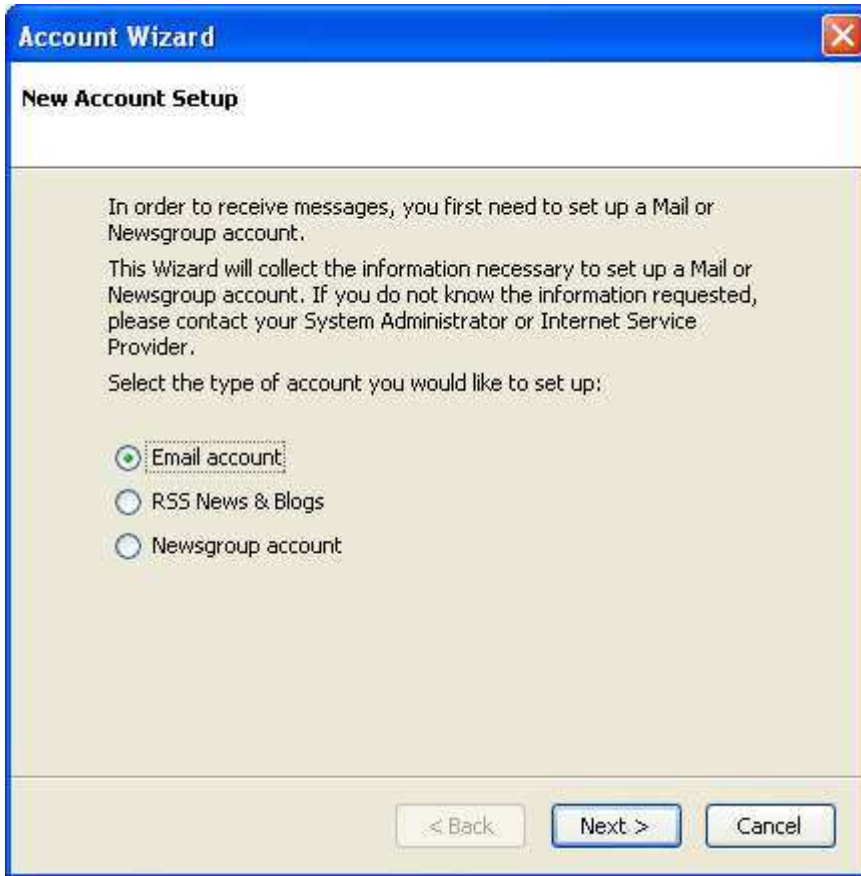 Account Wizard
New Account Setup
In order to receive messages, you first need to set up a Mail or
Newsgroup account.
This Wizard will collect the information necessary to set up a Mail or
Newsgroup account. If you do not know the information requested,
please contact your System Administrator or Internet Service
Provider.
Select the type of account you would like to set up:
Email account
RSS News & Blogs
Newsgroup account
< Back Next > Cancel